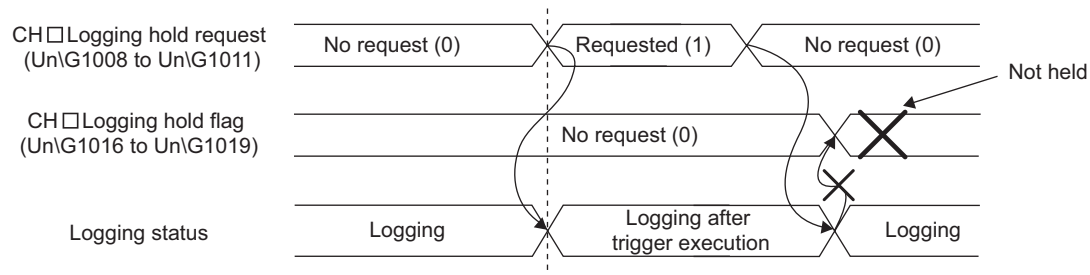 CH□Logging hold request
(Un\G1008 to Un\G1011)
No request (0)
Requested (1)
No request (0)
Not held
CH□Logging hold flag
(Un\G1016 to Un\G1019)
No request (0)
Logging status
Logging
Logging after
trigger execution
Logging